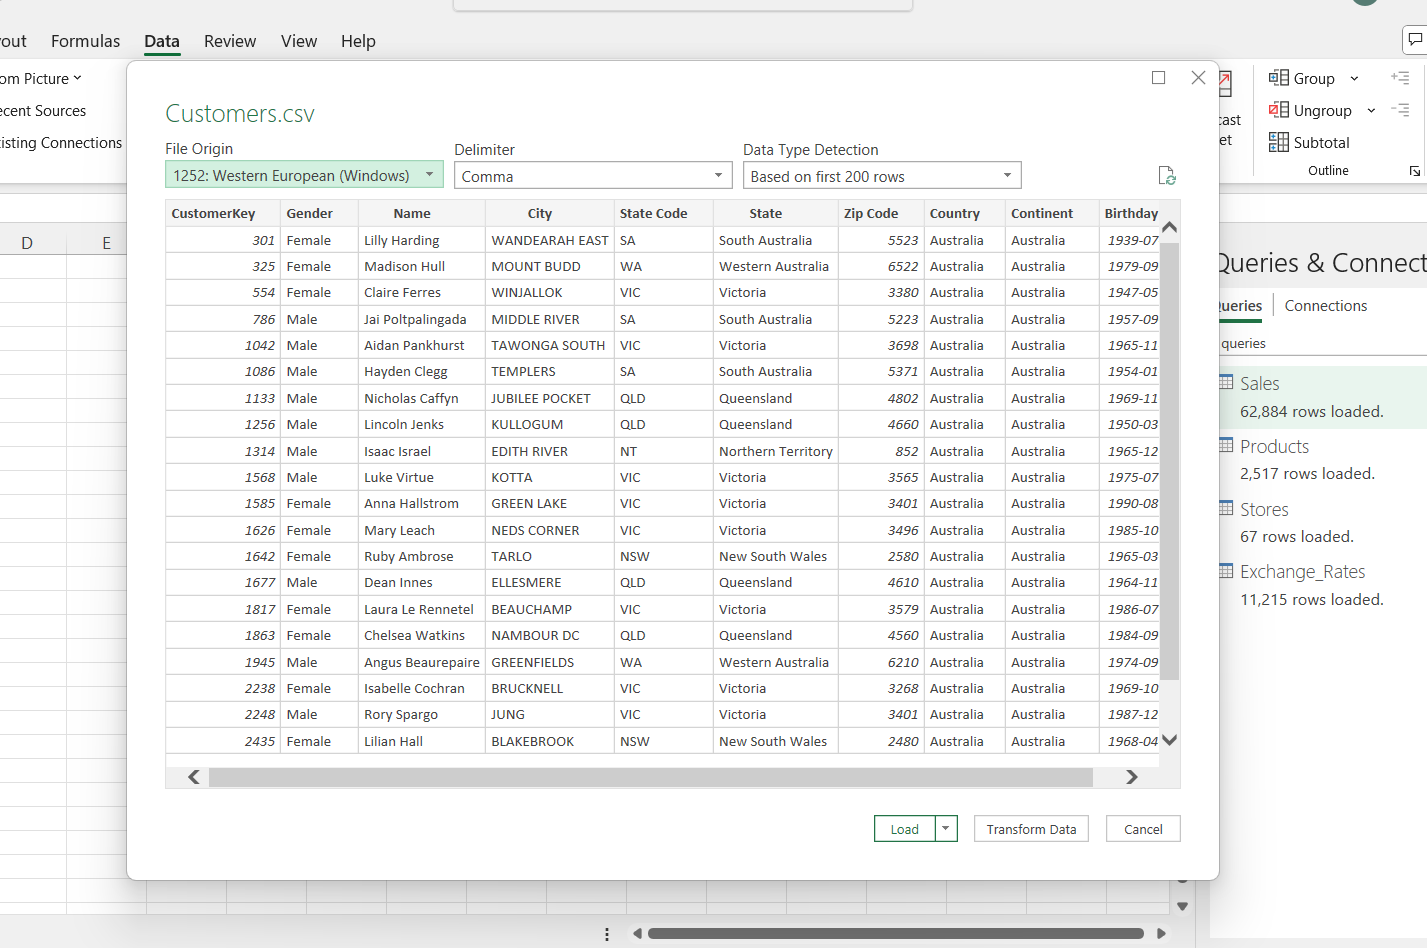 out Formulas Data Review View Help
om Picture
ecent Sources
isting Connections
Group
Ungroup
Subtotal
Outline
cast
et
D E
Customers.csv
File Origin Delimiter Data Type Detection
1252: Western European (Windows) Comma Based on first 200 rows
CustomerKey Gender Name City State Code State Zip Code Country Continent Birthday
301 Female Lilly Harding WANDEARAH EAST SA South Australia 5523 Australia Australia 1939-07
325 Female Madison Hull MOUNT BUDD WA Western Australia 6522 Australia Australia 1979-09
554 Female Claire Ferres WINJALLOK VIC Victoria 3380 Australia Australia 1947-05
786 Male Jai Poltpalingada MIDDLE RIVER SA South Australia 5223 Australia Australia 1957-09
1042 Male Aidan Pankhurst TAWONGA SOUTH VIC Victoria 3698 Australia Australia 1965-11
1086 Male Hayden Clegg TEMPLERS SA South Australia 5371 Australia Australia 1954-01
1133 Male Nicholas Caffyn JUBILEE POCKET QLD Queensland 4802 Australia Australia 1969-11
1256 Male Lincoln Jenks KULLOGUM QLD Queensland 4660 Australia Australia 1950-03
1314 Male Isaac Israel EDITH RIVER NT Northern Territory 852 Australia Australia 1965-12
1568 Male Luke Virtue KOTTA VIC Victoria 3565 Australia Australia 1975-07
1585 Female Anna Hallstrom GREEN LAKE VIC Victoria 3401 Australia Australia 1990-08
1626 Female Mary Leach NEDS CORNER VIC Victoria 3496 Australia Australia 1985-10
1642 Female Ruby Ambrose TARLO NSW New South Wales 2580 Australia Australia 1965-03
1677 Male Dean Innes ELLESMERE QLD Queensland 4610 Australia Australia 1964-11
1817 Female Laura Le Rennetel BEAUCHAMP VIC Victoria 3579 Australia Australia 1986-07
1863 Female Chelsea Watkins NAMBOUR DC QLD Queensland 4560 Australia Australia 1984-09
1945 Male Angus Beaurepaire GREENFIELDS WA Western Australia 6210 Australia Australia 1974-09
2238 Female Isabelle Cochran BRUCKNELL VIC Victoria 3268 Australia Australia 1969-10
2248 Male Rory Spargo JUNG VIC Victoria 3401 Australia Australia 1987-12
2435 Female Lilian Hall BLAKEBROOK NSW New South Wales 2480 Australia Australia 1968-04
Load Transform Data Cancel
Queries & Connect
ueries Connections
queries
Sales
62,884 rows loaded.
Products
2,517 rows loaded.
Stores
67 rows loaded.
Exchange_Rates
11,215 rows loaded.